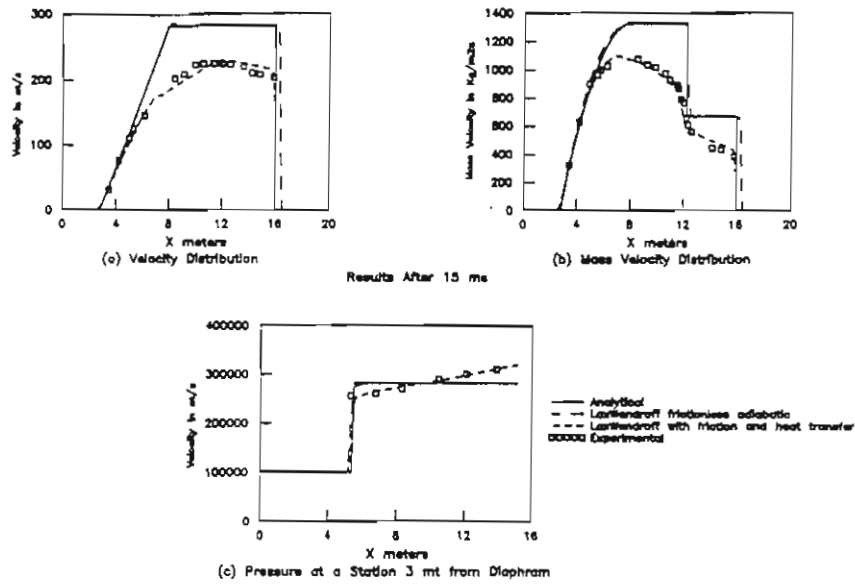 300
200
100
0
Velocity in m/s
0 4 8 12 16 20
X meters
(a) Velocity Distribution
1400
1200
1000
800
600
400
200
0
Mass Velocity in Kg/m2s
0 4 8 12 16 20
X meters
(b) Mass Velocity Distribution
Results After 15 ms
400000
300000
200000
100000
0
Velocity in m/s
0 4 8 12 16
X meters
(c) Pressure at a Station 3 mt from Diaphram
Analytical
LaxWendroff frictionless adiabatic
LaxWendroff with friction and heat transfer
Experimental